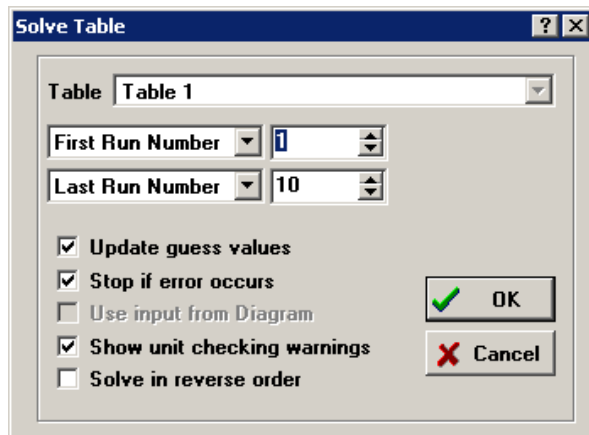 Solve Table
Table Table 1
First Run Number 1
Last Run Number 10
Update guess values
Stop if error occurs
Use input from Diagram
Show unit checking warnings
Solve in reverse order
OK
Cancel